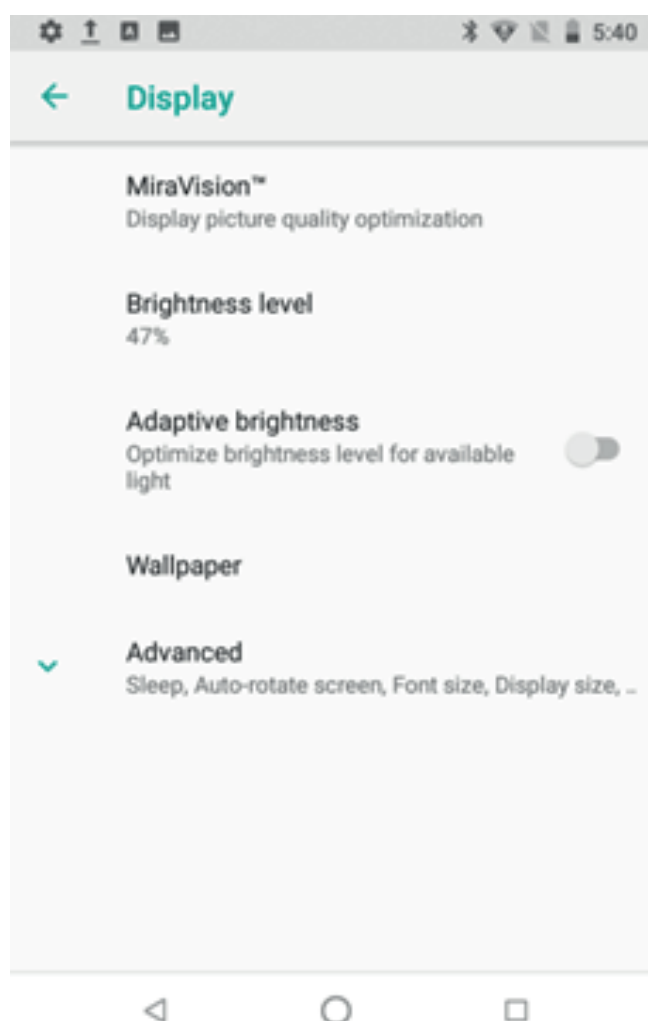 5:40
Display
MiraVision™
Display picture quality optimization
Brightness level
47%
Adaptive brightness
Optimize brightness level for available
light
Wallpaper
Advanced
Sleep, Auto-rotate screen, Font size, Display size, ..